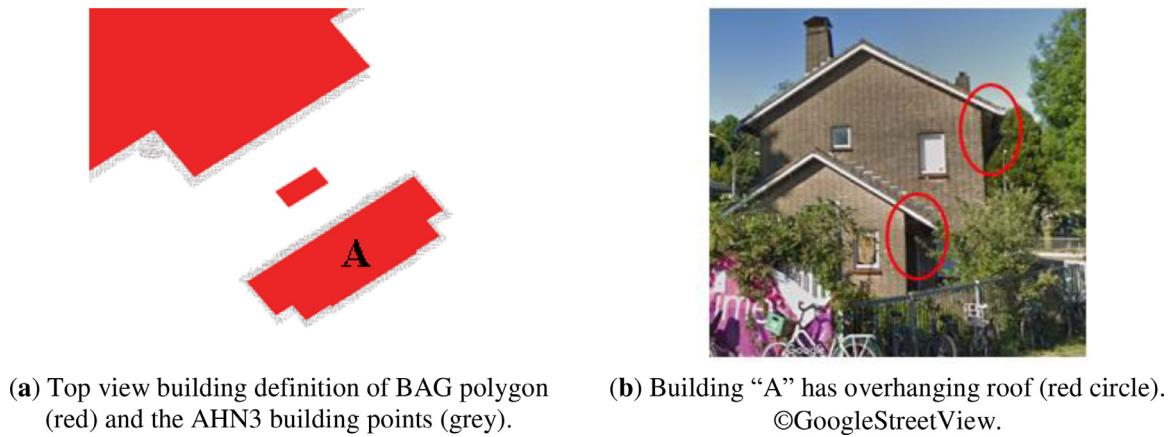 A
Google
(a) Top view building definition of BAG polygon
(red) and the AHN3 building points (grey).
(b) Building “A” has overhanging roof (red circle).
©GoogleStreetView.